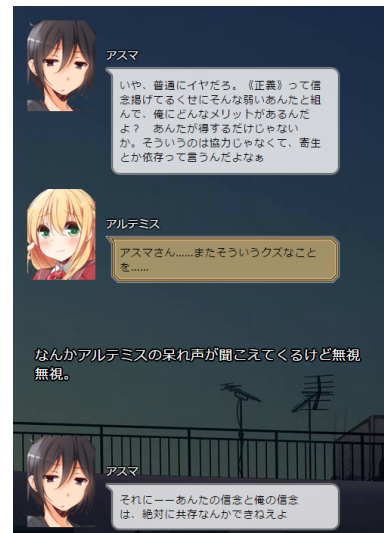 アスマ
いや、普通にイヤだろ。《正義》って信
念掲げてるくせにそんな弱いあんたと組
んで、俺にどんなメリットがあるんだ
よ？　あんたが得するだけじゃない
か。そういうのは協力じゃなくて、寄生
とか依存って言うんだよなぁ
アルテミス
アスマさん……またそういうクズなこと
を……
なんかアルテミスの呆れ声が聞こえてくるけど無視
無視。
アスマ
それにーーあんたの信念と俺の信念
は、絶対に共存なんかできねえよ